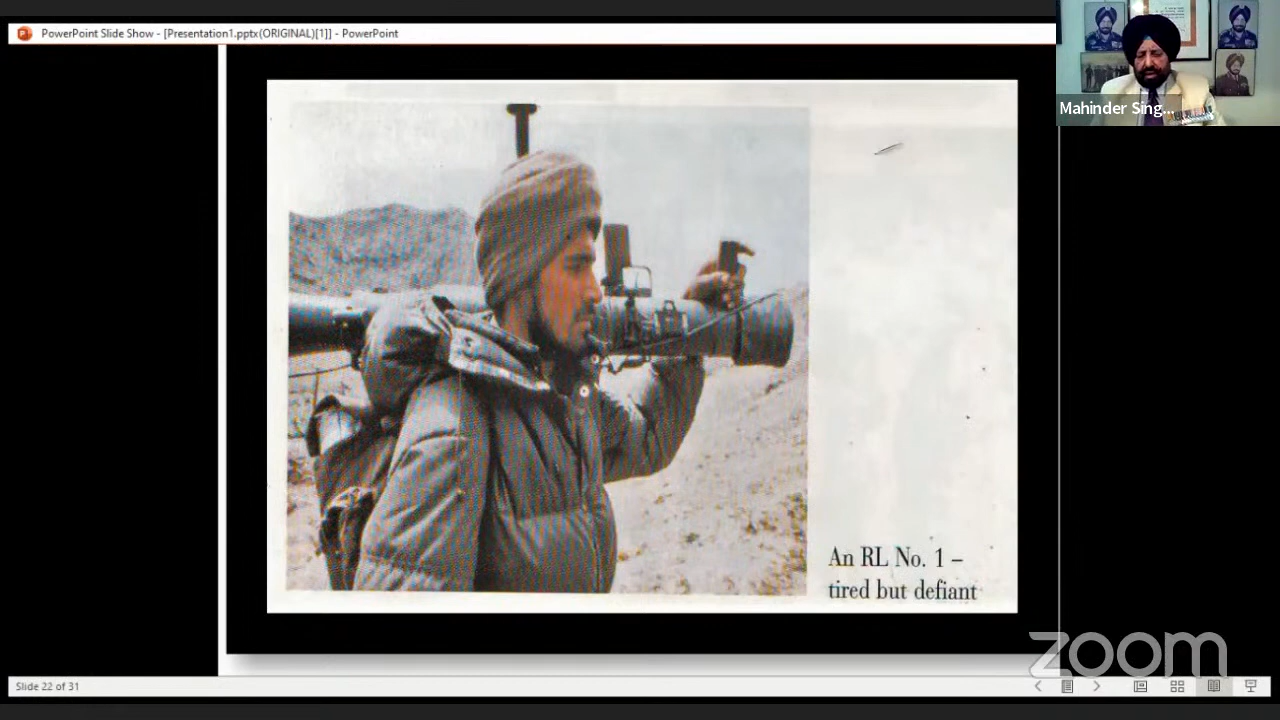 PowerPoint Slide Show - [Presentation1.pptx(ORIGINAL)[1]] - PowerPoint
Mahinder Sing...
An RL No. 1 –
tired but defiant
zoom
Slide 22 of 31